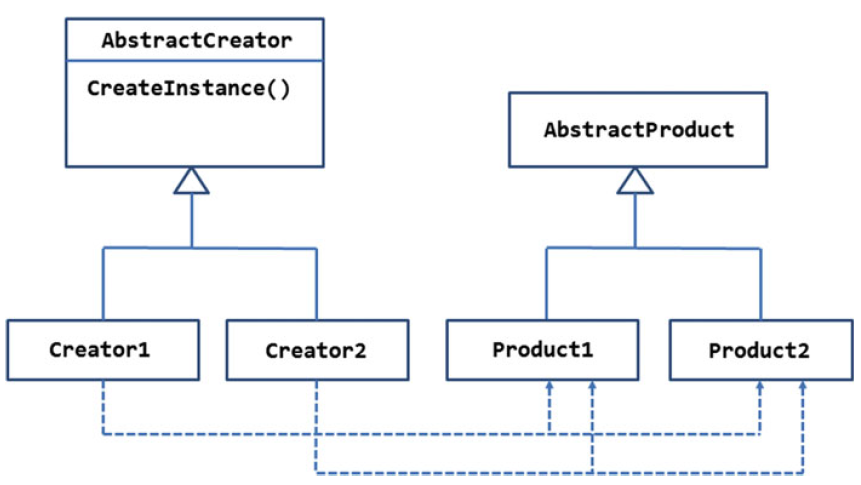 AbstractCreator
CreateInstance()
AbstractProduct
Creator1
Creator2
Product1
Product2